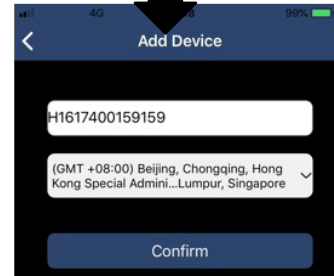 4G 99%
Add Device
H1617400159159
(GMT +08:00) Beijing, Chongqing, Hong
Kong Special Admini...Lumpur, Singapore
Confirm